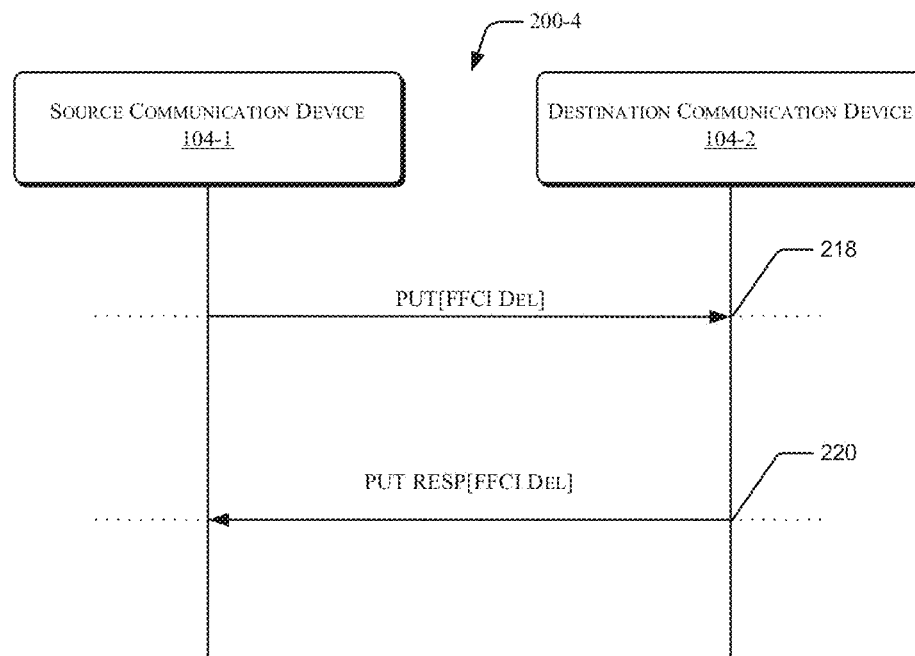 200-4
SOURCE COMMUNICATION DEVICE
104-1
DESTINATION COMMUNICATION DEVICE
104-2
218
PUT[FFCI DEL]
220
PUT RESP[FFCI DEL]